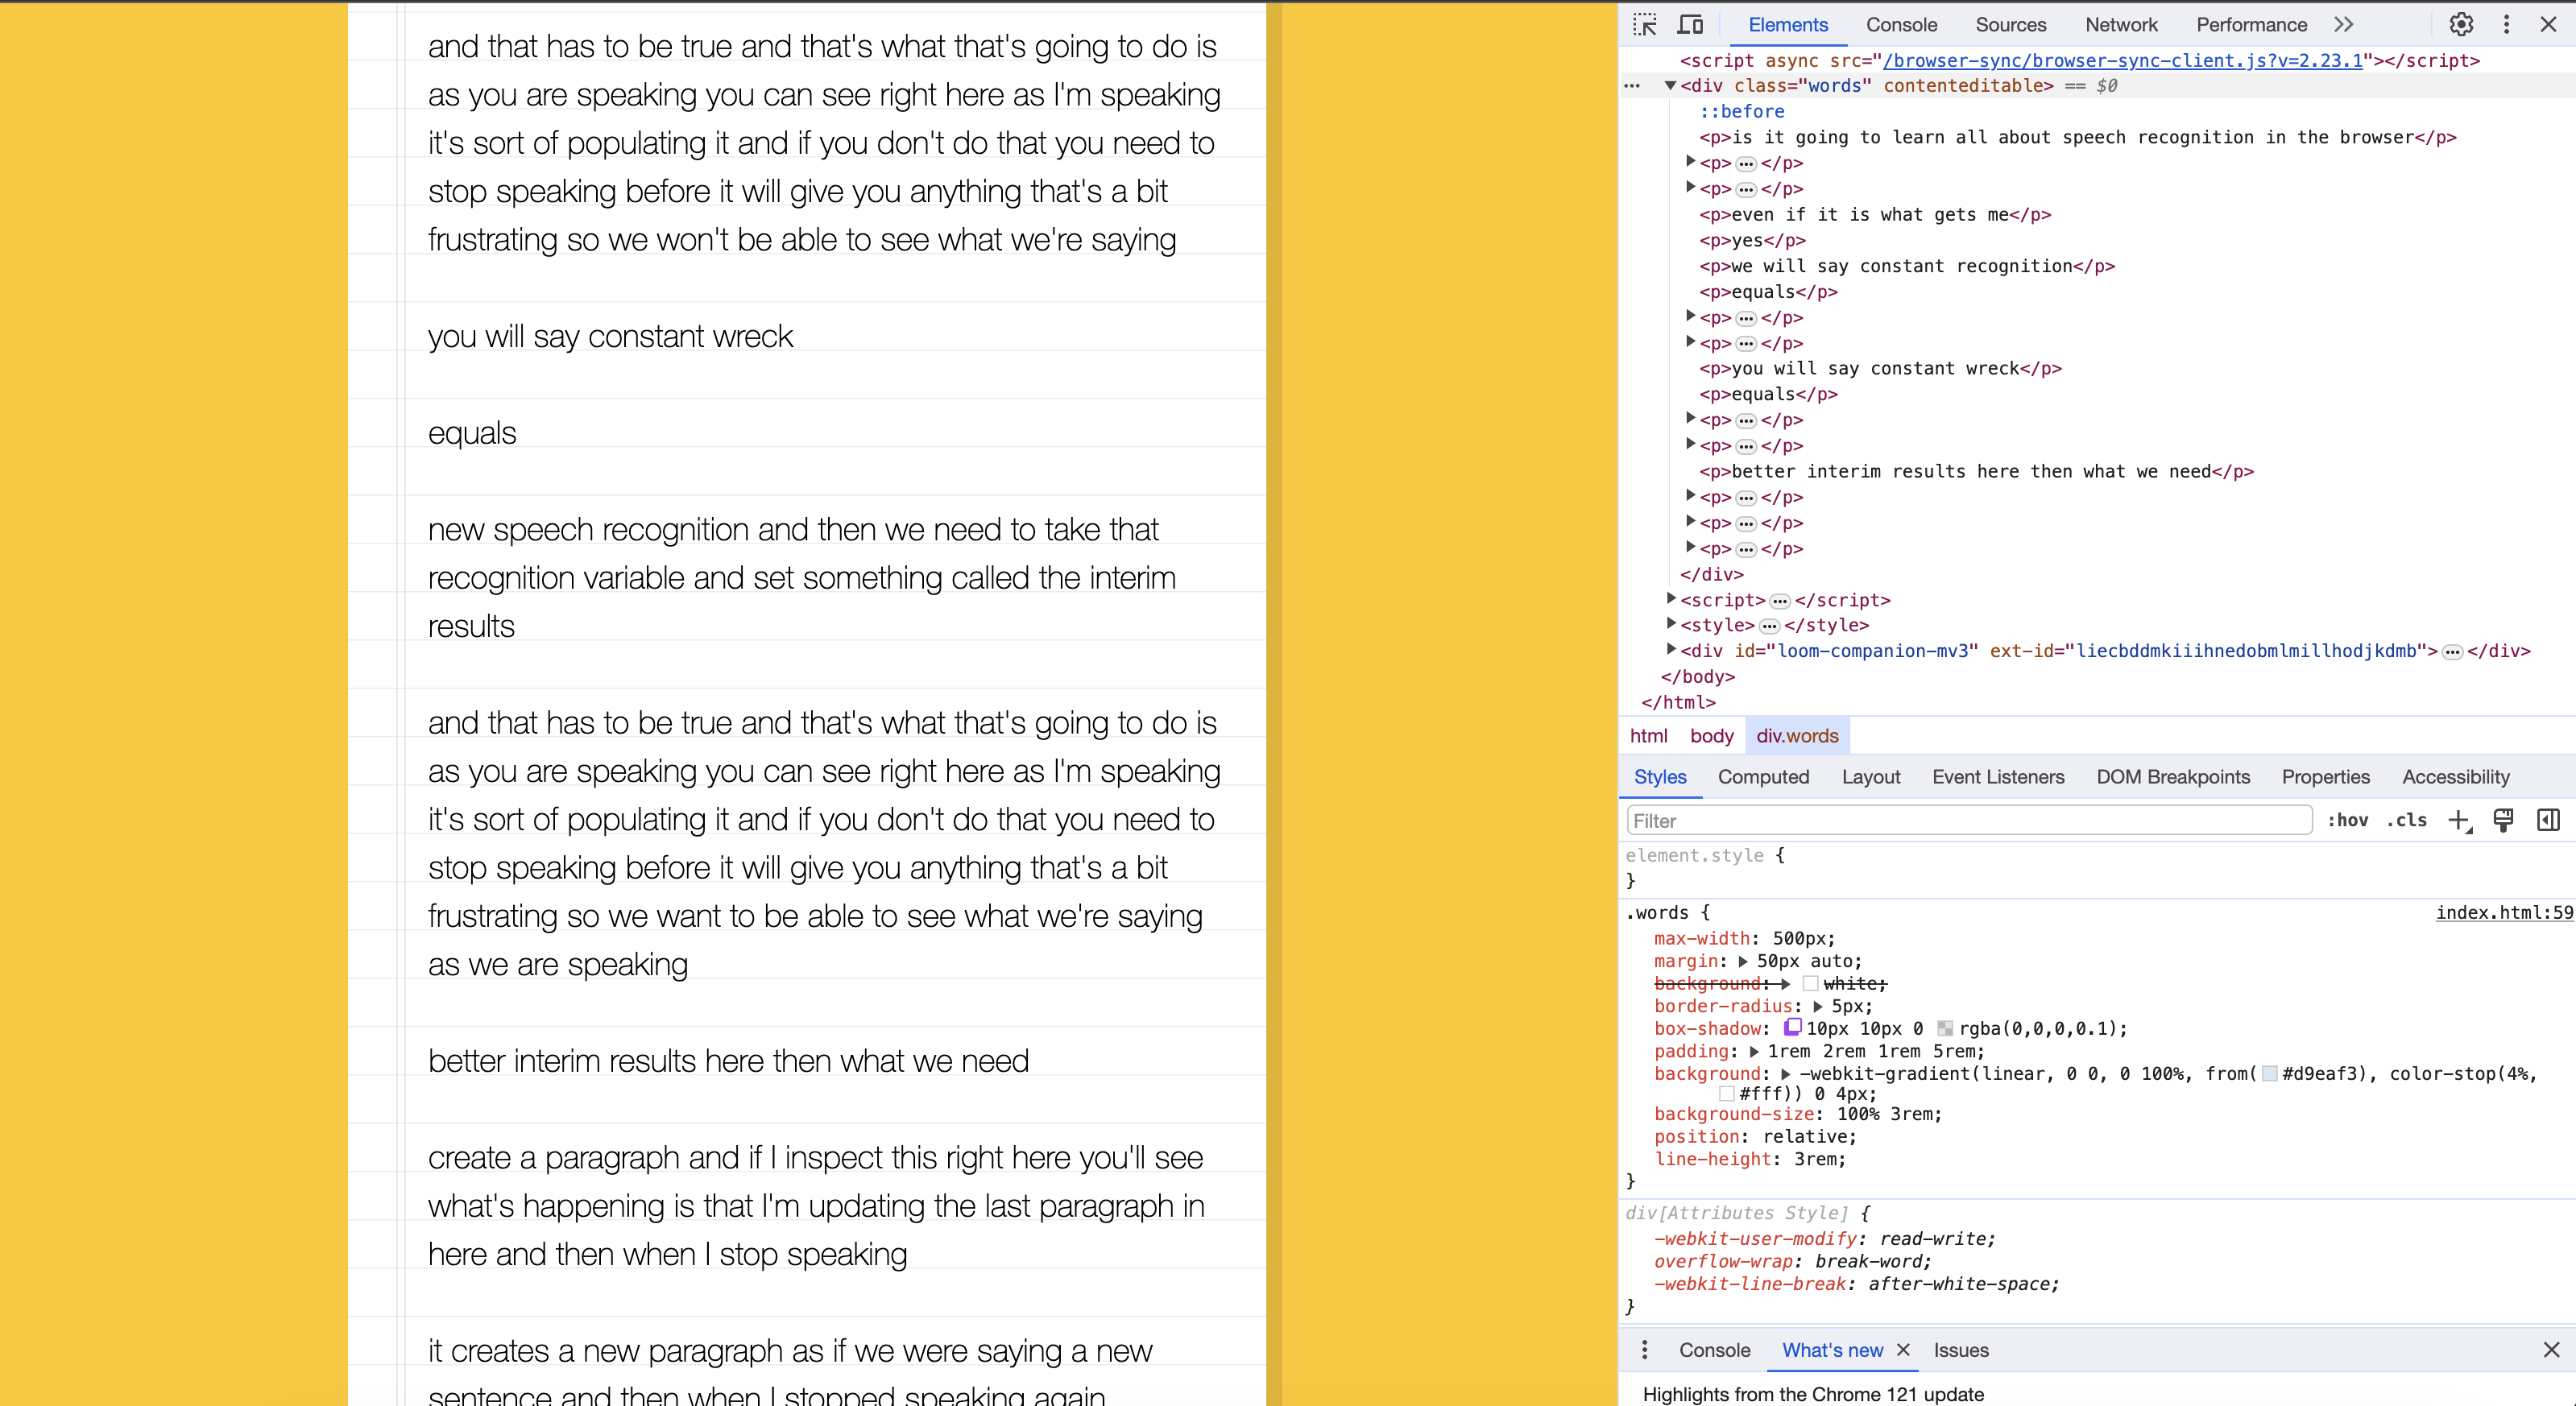 and that has to be true and that's what that's going to do is
as you are speaking you can see right here as I'm speaking
it's sort of populating it and if you don't do that you need to
stop speaking before it will give you anything that's a bit
frustrating so we won't be able to see what we're saying
you will say constant wreck
equals
new speech recognition and then we need to take that
recognition variable and set something called the interim
results
and that has to be true and that's what that's going to do is
as you are speaking you can see right here as I'm speaking
it's sort of populating it and if you don't do that you need to
stop speaking before it will give you anything that's a bit
frustrating so we want to be able to see what we're saying
as we are speaking
better interim results here then what we need
create a paragraph and if I inspect this right here you'll see
what's happening is that I'm updating the last paragraph in
here and then when I stop speaking
it creates a new paragraph as if we were saying a new
sentence and then when I stopped speaking again
Elements Console Sources Network Performance
<script async src="/browser-sync/browser-sync-client.js?v=2.23.1"></script>
<div class="words" contenteditable> == $0
::before
<p>is it going to learn all about speech recognition in the browser</p>
<p>…</p>
<p>…</p>
<p>even if it is what gets me</p>
<p>yes</p>
<p>we will say constant recognition</p>
<p>equals</p>
<p>…</p>
<p>…</p>
<p>you will say constant wreck</p>
<p>equals</p>
<p>…</p>
<p>…</p>
<p>better interim results here then what we need</p>
<p>…</p>
<p>…</p>
<p>…</p>
</div>
<script>…</script>
<style>…</style>
<div id="loom-companion-mv3" ext-id="liecbddmkiiihnedobmlmillhodjkdmb">…</div>
</body>
</html>
html body div.words
Styles Computed Layout Event Listeners DOM Breakpoints Properties Accessibility
Filter :hov .cls
element.style {
}
.words { index.html:59
max-width: 500px;
margin: 50px auto;
background: white;
border-radius: 5px;
box-shadow: 10px 10px 0 rgba(0,0,0,0.1);
padding: 1rem 2rem 1rem 5rem;
background: -webkit-gradient(linear, 0 0, 0 100%, from(#d9eaf3), color-stop(4%,
#fff)) 0 4px;
background-size: 100% 3rem;
position: relative;
line-height: 3rem;
}
div[Attributes Style] {
-webkit-user-modify: read-write;
overflow-wrap: break-word;
-webkit-line-break: after-white-space;
}
Console What's new Issues
Highlights from the Chrome 121 update